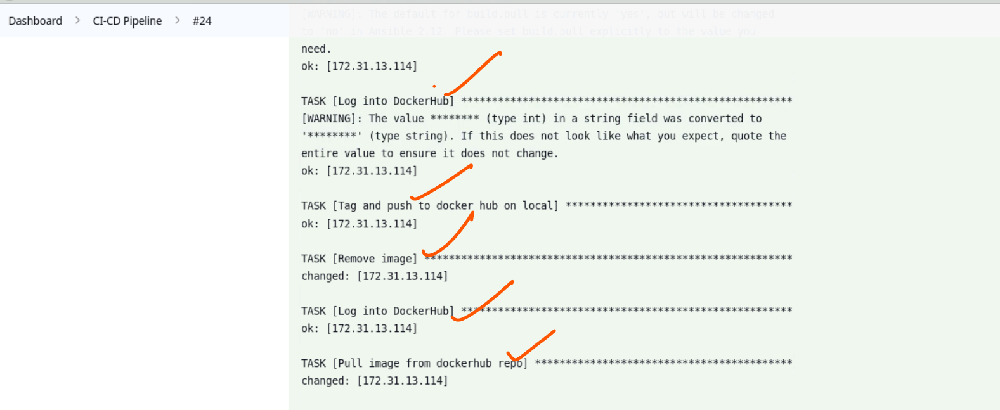 [WARNING]: The default for build.pull is currently 'yes', but will be changed
Dashboard > CI-CD Pipeline > #24
to 'no' in Ansible 2.12. Please set build.pull explicitly to the value you
need.
ok: [172.31.13.114]
TASK [Log into DockerHub] ******************************************************
[WARNING]: The value ******** (type int) in a string field was converted to
'********' (type string). If this does not look like what you expect, quote the
entire value to ensure it does not change.
ok: [172.31.13.114]
TASK [Tag and push to docker hub on local] *************************************
ok: [172.31.13.114]
TASK [Remove image] ************************************************************
changed: [172.31.13.114]
TASK [Log into DockerHub] ******************************************************
ok: [172.31.13.114]
TASK [Pull image from dockerhub repo] ******************************************
changed: [172.31.13.114]